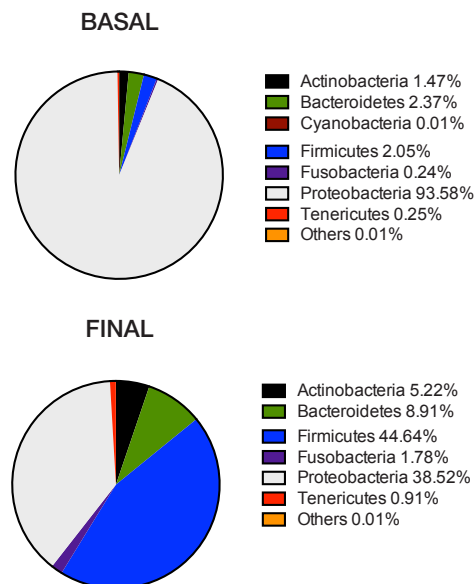 BASAL
Actinobacteria 1.47%
Bacteroidetes 2.37%
Cyanobacteria 0.01%
Firmicutes 2.05%
Fusobacteria 0.24%
Proteobacteria 93.58%
Tenericutes 0.25%
Others 0.01%
FINAL
Actinobacteria 5.22%
Bacteroidetes 8.91%
Firmicutes 44.64%
Fusobacteria 1.78%
Proteobacteria 38.52%
Tenericutes 0.91%
Others 0.01%